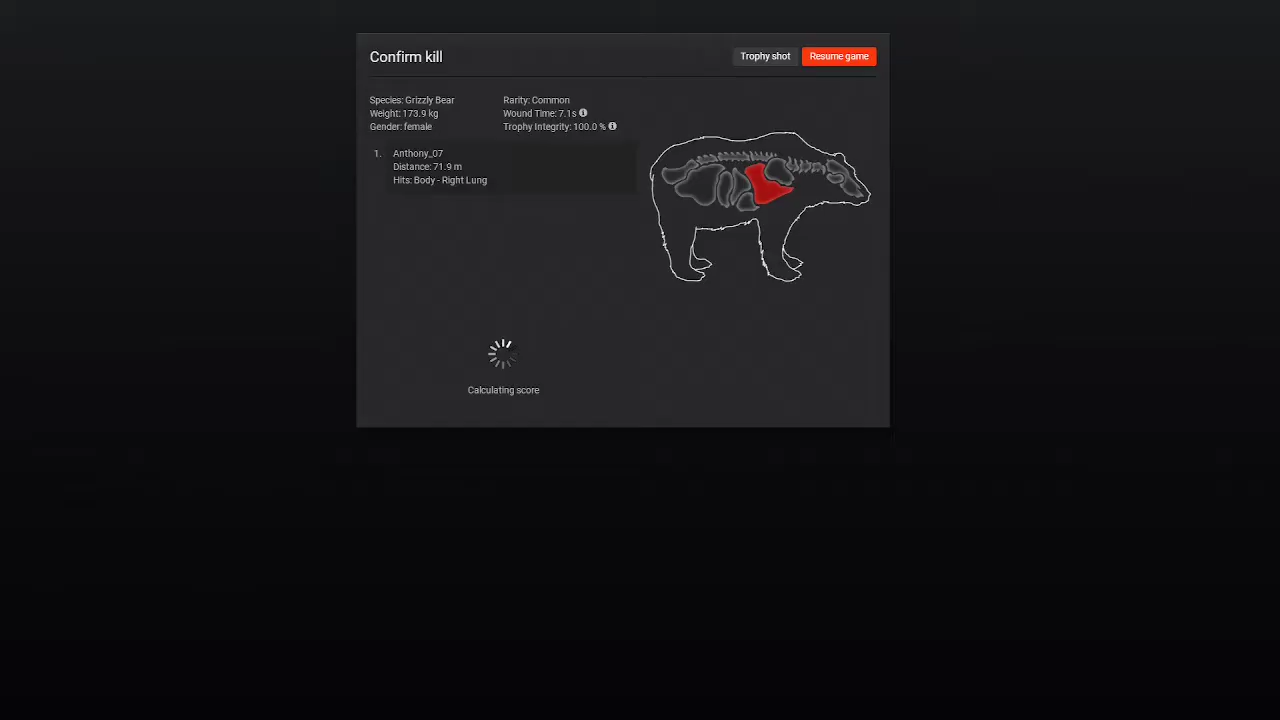 Confirm kill
Trophy shot
Resume game
Species: Grizzly Bear
Rarity: Common
Weight: 173.9 kg
Wound Time: 7.1s
Gender: female
Trophy Integrity: 100.0 %
1. Anthony_07
Distance: 71.9 m
Hits: Body - Right Lung
Calculating score